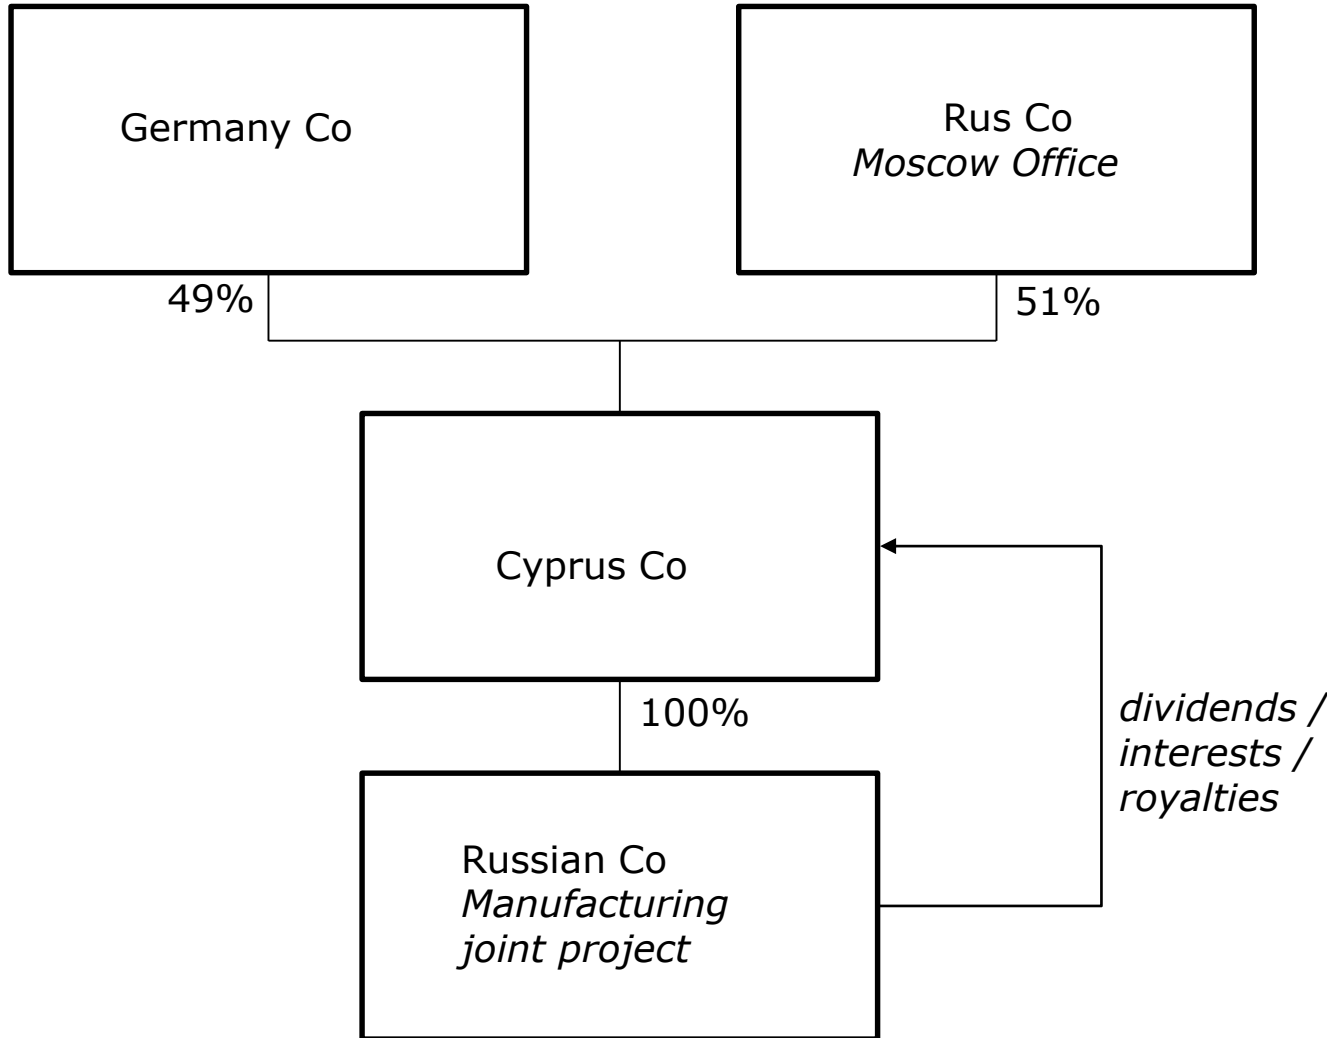 Germany Co
Rus Co
Moscow Office
49%
51%
Cyprus Co
100%
dividends /
interests /
royalties
Russian Co
Manufacturing
joint project